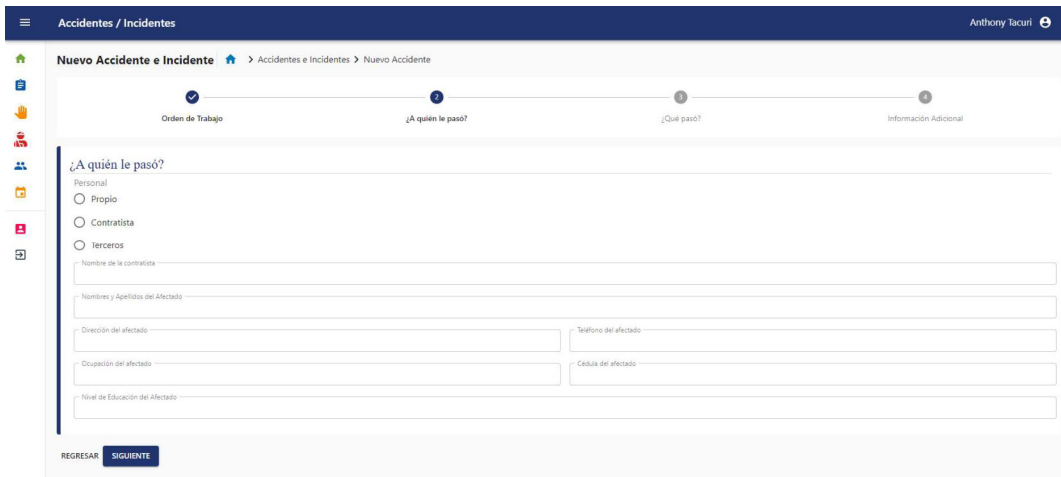 Accidentes / Incidentes Anthony Tacuri
Nuevo Accidente e Incidente > Accidentes e Incidentes > Nuevo Accidente
2 3 4
Orden de Trabajo ¿A quién le pasó? ¿Qué pasó? Información Adicional
¿A quién le pasó?
Personal
Propio
Contratista
Terceros
Nombre de la contratista
Nombres y Apellidos del Afectado
Dirección del afectado Teléfono del afectado
Ocupación del afectado Cédula del afectado
Nivel de Educación del Afectado
REGRESAR SIGUIENTE